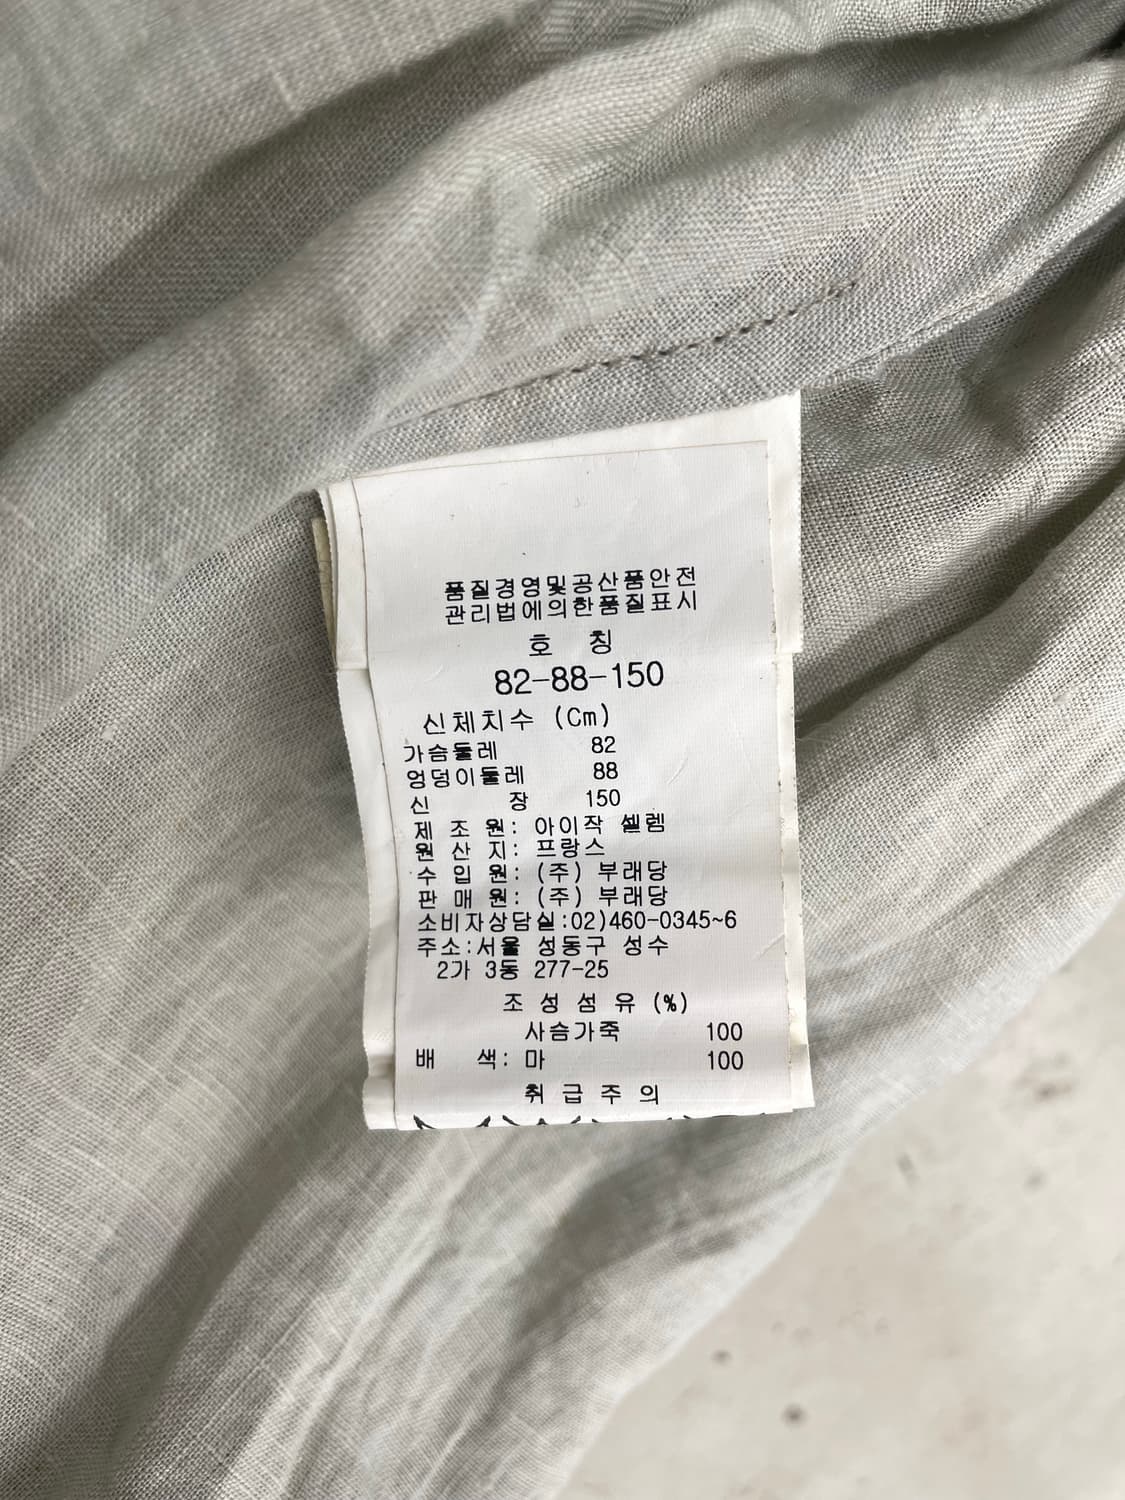 품질경영및공산품안전
관리법에의한품질표시
호 칭
82-88-150
신체치수 (Cm)
가슴둘레 82
엉덩이둘레 88
신 장 150
제 조 원: 아이작 셀렘
원 산 지: 프랑스
수 입 원: (주) 부래당
판 매 원: (주) 부래당
소비자상담실:02)460-0345~6
주소:서울 성동구 성수
2가 3동 277-25
조 성 섬 유 (%)
사슴가죽 100
배 색: 마 100
취 급 주 의